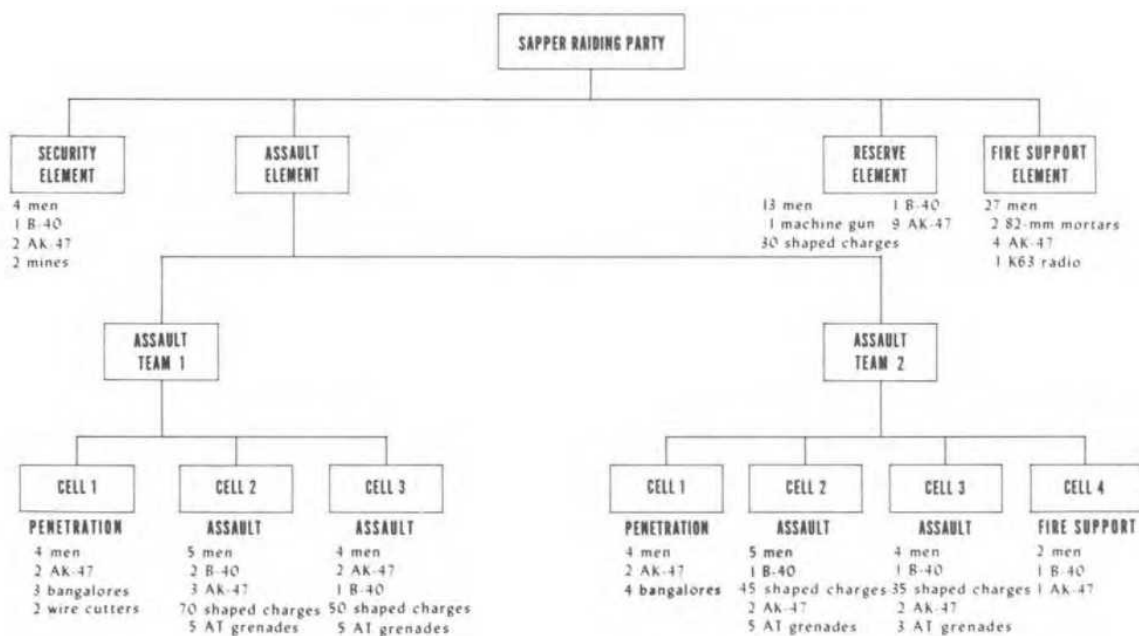 SAPPER RAIDING PARTY
SECURITY
ELEMENT
4 men
1 B-40
2 AK-47
2 mines
ASSAULT
ELEMENT
RESERVE
ELEMENT
13 men 1 B-40
1 machine gun 9 AK-47
30 shaped charges
FIRE SUPPORT
ELEMENT
27 men
2 82-mm mortars
4 AK-47
1 K63 radio
ASSAULT
TEAM 1
ASSAULT
TEAM 2
CELL 1
PENETRATION
4 men
2 AK-47
3 bangalores
2 wire cutters
CELL 2
ASSAULT
5 men
2 B-40
3 AK-47
70 shaped charges
5 AT grenades
CELL 3
ASSAULT
4 men
2 AK-47
1 B-40
50 shaped charges
5 AT grenades
CELL 1
PENETRATION
4 men
2 AK-47
4 bangalores
CELL 2
ASSAULT
5 men
1 B-40
45 shaped charges
2 AK-47
5 AT grenades
CELL 3
ASSAULT
4 men
1 B-40
35 shaped charges
2 AK-47
3 AT grenades
CELL 4
FIRE SUPPORT
2 men
1 B-40
1 AK-47